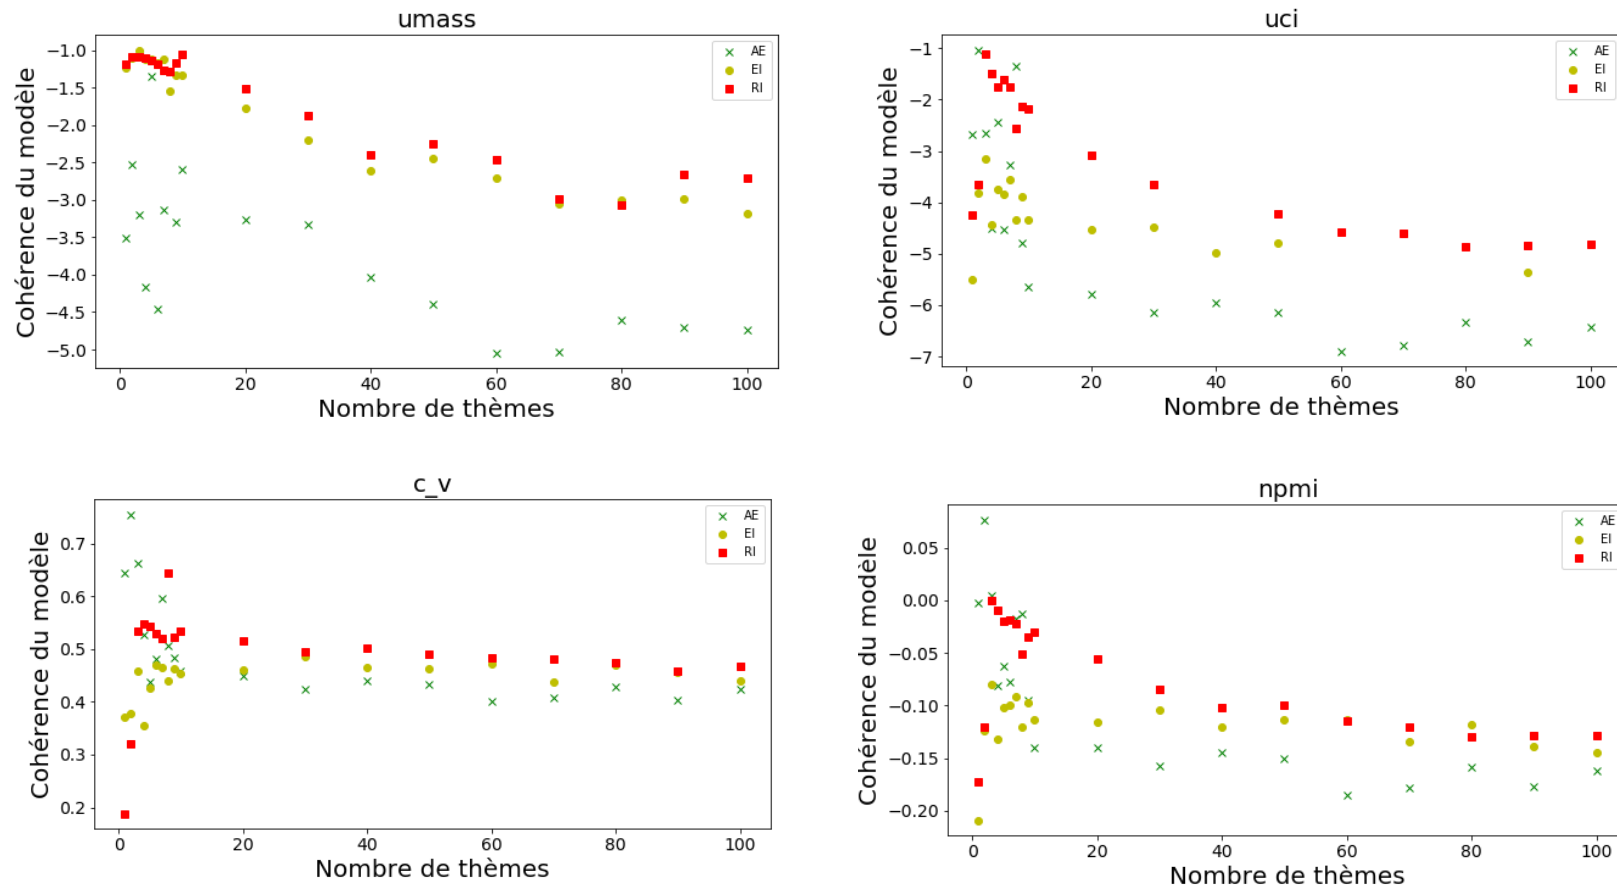 umass
Cohérence du modèle
−1.0
−1.5
−2.0
−2.5
−3.0
−3.5
−4.0
−4.5
−5.0
AE
EI
RI
0 20 40 60 80 100
Nombre de thèmes
uci
Cohérence du modèle
−1
−2
−3
−4
−5
−6
−7
AE
EI
RI
0 20 40 60 80 100
Nombre de thèmes
c_v
Cohérence du modèle
0.7
0.6
0.5
0.4
0.3
0.2
AE
EI
RI
0 20 40 60 80 100
Nombre de thèmes
npmi
Cohérence du modèle
0.05
0.00
−0.05
−0.10
−0.15
−0.20
AE
EI
RI
0 20 40 60 80 100
Nombre de thèmes